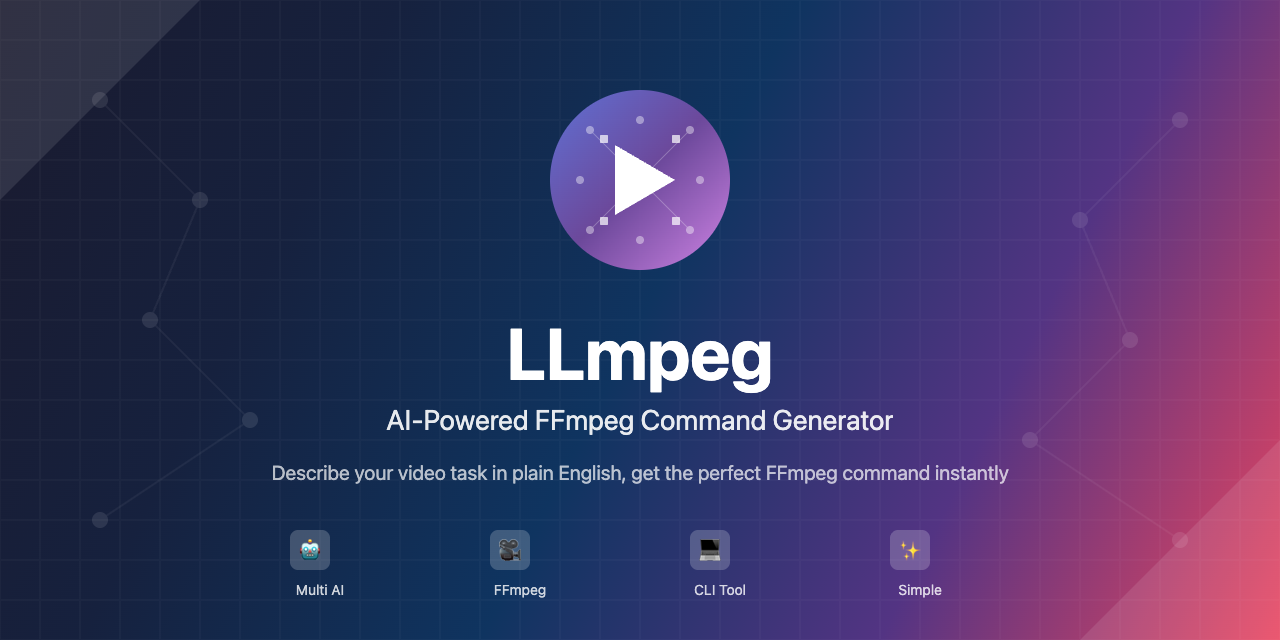 LLmpeg
AI-Powered FFmpeg Command Generator
Describe your video task in plain English, get the perfect FFmpeg command instantly
Multi AI
FFmpeg
CLI Tool
Simple